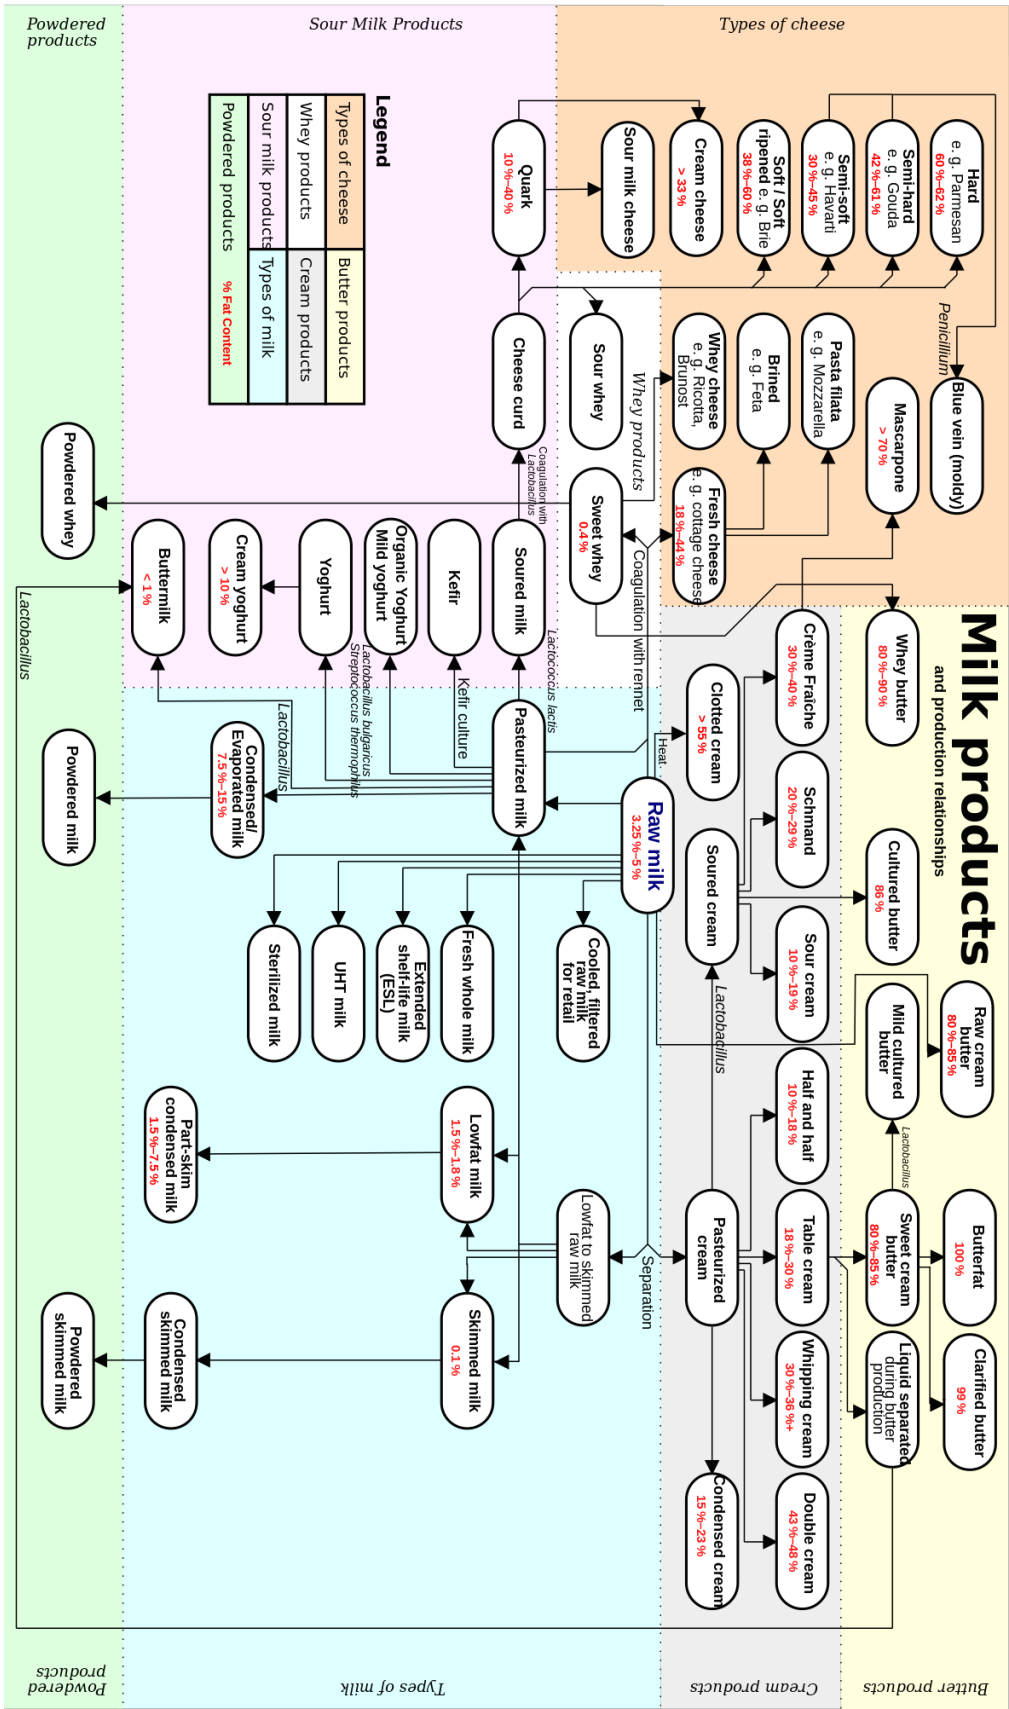 Milk products
and production relationships
Powdered
products
Sour Milk Products
Types of cheese
Butter products
Cream products
Types of milk
Powdered
products
Legend
Types of cheese
Butter products
Whey products
Cream products
Sour milk products
Types of milk
Powdered products
% Fat Content
Hard
e. g. Parmesan
60 %–62 %
Semi-hard
e. g. Gouda
42 %–61 %
Semi-soft
e. g. Havarti
30 %–45 %
Soft / Soft
ripened e. g. Brie
38 %–60 %
Cream cheese
> 33 %
Sour milk cheese
Quark
10 %–40 %
Penicillium
Blue vein (moldy)
Mascarpone
> 70 %
Pasta filata
e. g. Mozzarella
Brined
e. g. Feta
Whey cheese
e. g. Ricotta,
Brunost
Fresh cheese
e. g. cottage cheese
18 %–44 %
Whey products
Sour whey
Sweet whey
0.4 %
Cheese curd
Coagulation with
Lactobacillus
Coagulation with rennet
Powdered whey
Soured milk
Kefir
Organic Yoghurt
Mild yoghurt
Yoghurt
Cream yoghurt
> 10 %
Buttermilk
< 1 %
Lactobacillus
Lactococcus lactis
Kefir culture
Lactobacillus bulgaricus
Streptococcus thermophilus
Lactobacillus
Whey butter
80 %–90 %
Cultured butter
86 %
Raw cream
butter
80 %–85 %
Mild cultured
butter
Lactobacillus
Butterfat
100 %
Sweet cream
butter
80 %–85 %
Clarified butter
99 %
Liquid separated
during butter
production
Crème Fraîche
30 %–40 %
Schmand
20 %–29 %
Sour cream
10 %–19 %
Half and half
10 %–18 %
Table cream
18 %–30 %
Whipping cream
30 %–36 %+
Double cream
43 %–48 %
Clotted cream
> 55 %
Heat
Soured cream
Lactobacillus
Pasteurized
cream
Condensed cream
15 %–23 %
Separation
Raw milk
3.25 %–5 %
Pasteurized milk
Condensed/
Evaporated milk
7.5 %–15 %
Powdered milk
Cooled, filtered
raw milk
for retail
Fresh whole milk
Extended
shelf-life milk
(ESL)
UHT milk
Sterilized milk
Lowfat to skimmed
raw milk
Lowfat milk
1.5 %–1.8 %
Skimmed milk
0.1 %
Part-skim
condensed milk
1.5 %–7.5 %
Condensed
skimmed milk
Powdered
skimmed milk